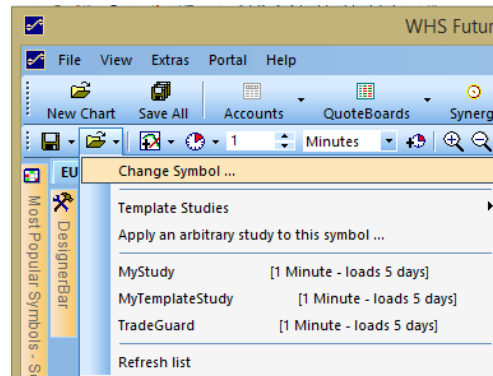 WHS Futur
File View Extras Portal Help
New Chart Save All Accounts QuoteBoards Synerg
1 Minutes
EU
Change Symbol ...
Template Studies
Apply an arbitrary study to this symbol ...
MyStudy [1 Minute - loads 5 days]
MyTemplateStudy [1 Minute - loads 5 days]
TradeGuard [1 Minute - loads 5 days]
Refresh list
Most Popular Symbols - S
DesignerBar